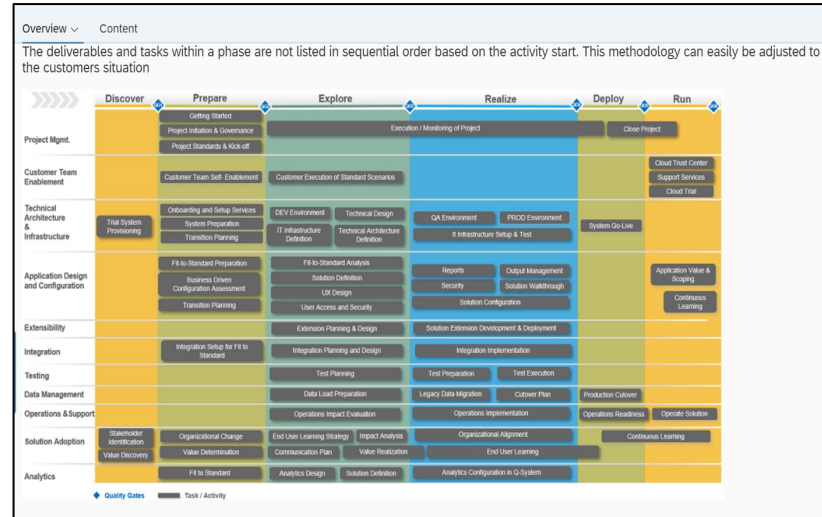 Overview Content
The deliverables and tasks within a phase are not listed in sequential order based on the activity start. This methodology can easily be adjusted to
the customers situation
Discover Prepare Explore Realize Deploy Run
Project Mgmt.
Getting Started
Project Initiation & Governance
Project Standards & Kick-off
Execution / Monitoring of Project
Close Project
Customer Team
Enablement
Customer Team Self- Enablement
Customer Execution of Standard Scenarios
Cloud Trust Center
Support Services
Cloud Trial
Technical
Architecture
&
Infrastructure
Trial System
Provisioning
Onboarding and Setup Services
System Preparation
Transition Planning
DEV Environment
Technical Design
IT Infrastructure
Definition
Technical Architecture
Definition
QA Environment
PROD Environment
It Infrastructure Setup & Test
System Go-Live
Application Design
and Configuration
Fit-to-Standard Preparation
Business Driven
Configuration Assessment
Transition Planning
Fit-to-Standard Analysis
Solution Definition
UX Design
User Access and Security
Reports
Output Management
Security
Solution Walkthrough
Solution Configuration
Application Value &
Scoping
Continuous
Learning
Extensibility
Extension Planning & Design
Solution Extension Development & Deployment
Integration
Integration Setup for Fit to
Standard
Integration Planning and Design
Integration Implementation
Testing
Test Planning
Test Preparation
Test Execution
Data Management
Data Load Preparation
Legacy Data Migration
Cutover Plan
Production Cutover
Operations &Support
Operations Impact Evaluation
Operations Implementation
Operations Readiness
Operate Solution
Solution Adoption
Stakeholder
Identification
Value Discovery
Organizational Change
Value Determination
End User Learning Strategy
Impact Analysis
Communication Plan
Value Realization
Organizational Alignment
End User Learning
Continuous Learning
Analytics
Fit to Standard
Analytics Design
Solution Definition
Analytics Configuration in Q-System
Quality Gates Task / Activity